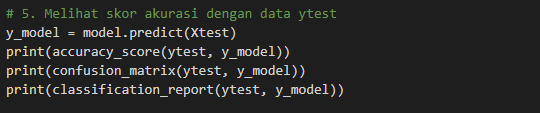 # 5. Melihat skor akurasi dengan data ytest
y_model = model.predict(Xtest)
print(accuracy_score(ytest, y_model))
print(confusion_matrix(ytest, y_model))
print(classification_report(ytest, y_model))